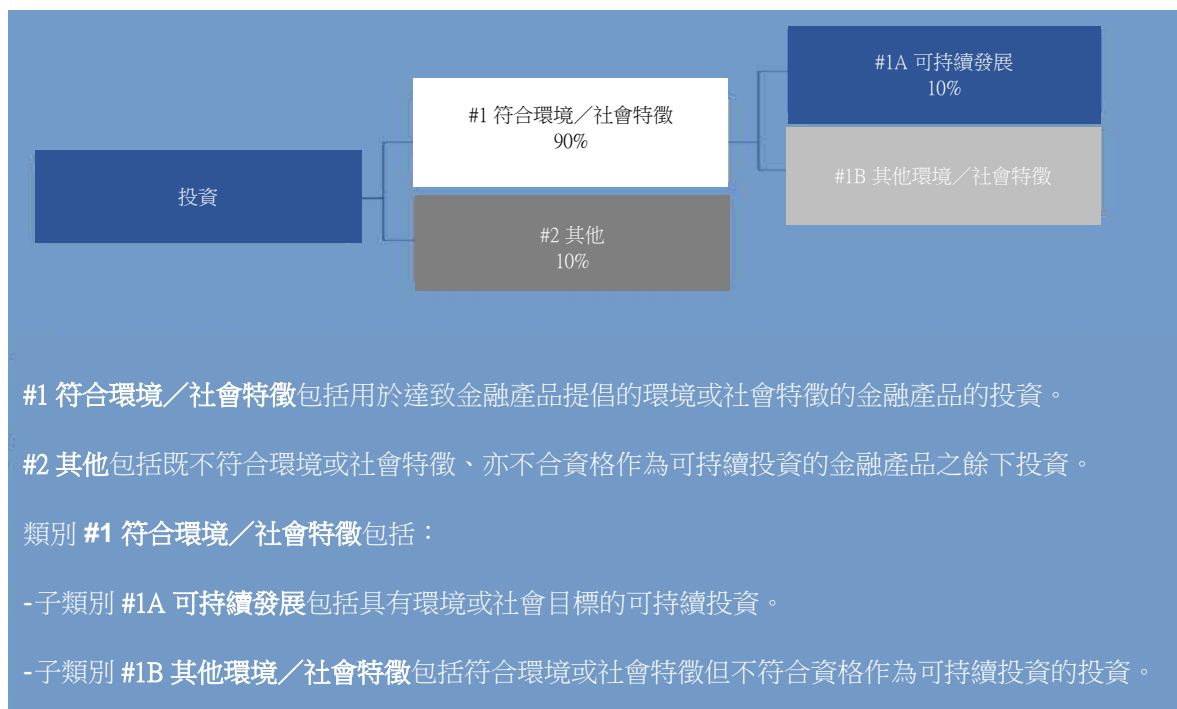 #1A 可持續發展
10%
#1 符合環境／社會特徵
90%
#1B 其他環境／社會特徵
投資
#2 其他
10%
#1 符合環境／社會特徵包括用於達致金融產品提倡的環境或社會特徵的金融產品的投資。
#2 其他包括既不符合環境或社會特徵、亦不合資格作為可持續投資的金融產品之餘下投資。
類別 #1 符合環境／社會特徵包括：
-子類別 #1A 可持續發展包括具有環境或社會目標的可持續投資。
-子類別 #1B 其他環境／社會特徵包括符合環境或社會特徵但不符合資格作為可持續投資的投資。